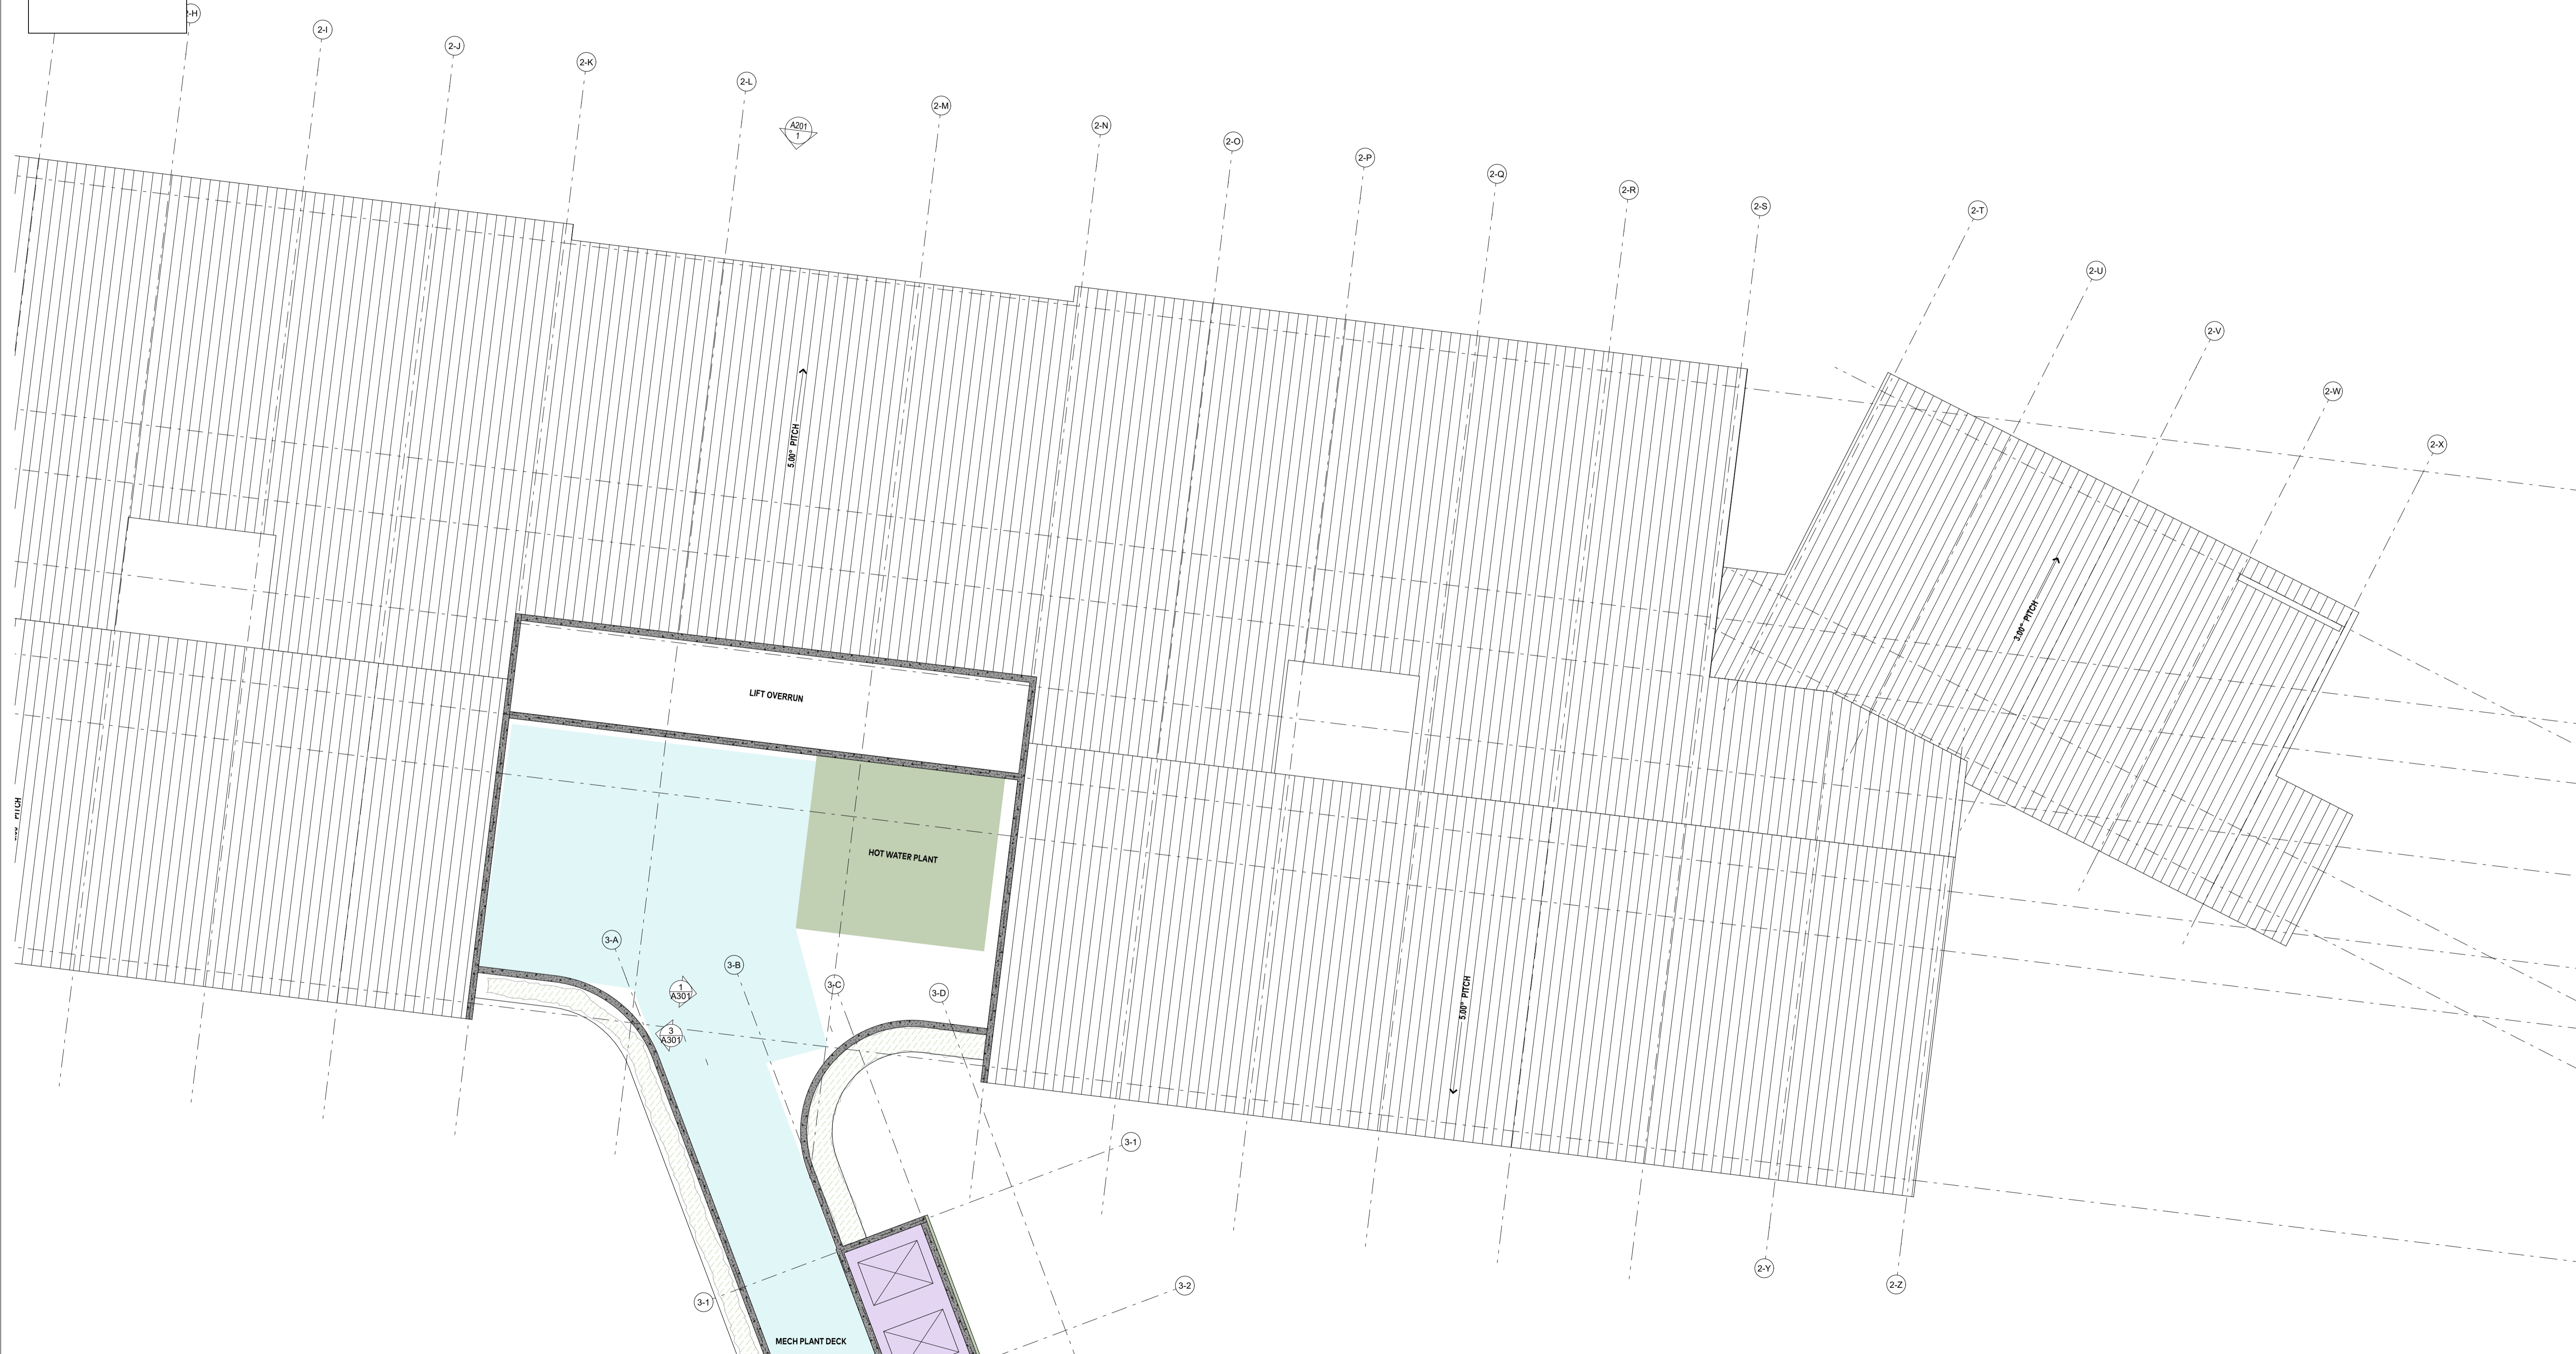 2-H
2-I
2-J
2-K
2-L
2-M
2-N
2-O
2-P
2-Q
2-R
2-S
2-T
2-U
2-V
2-W
2-X
A201
1
5.00° PITCH
3.00° PITCH
LIFT OVERRUN
HOT WATER PLANT
PITCH
3-A
3-B
3-C
3-D
1
A301
3
A301
5.00° PITCH
3-1
3-2
3-1
2-Y
2-Z
MECH PLANT DECK